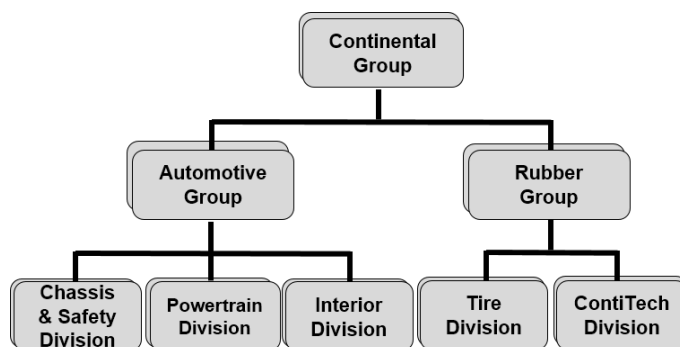 Continental
Group
Automotive
Group
Rubber
Group
Chassis
& Safety
Division
Powertrain
Division
Interior
Division
Tire
Division
ContiTech
Division